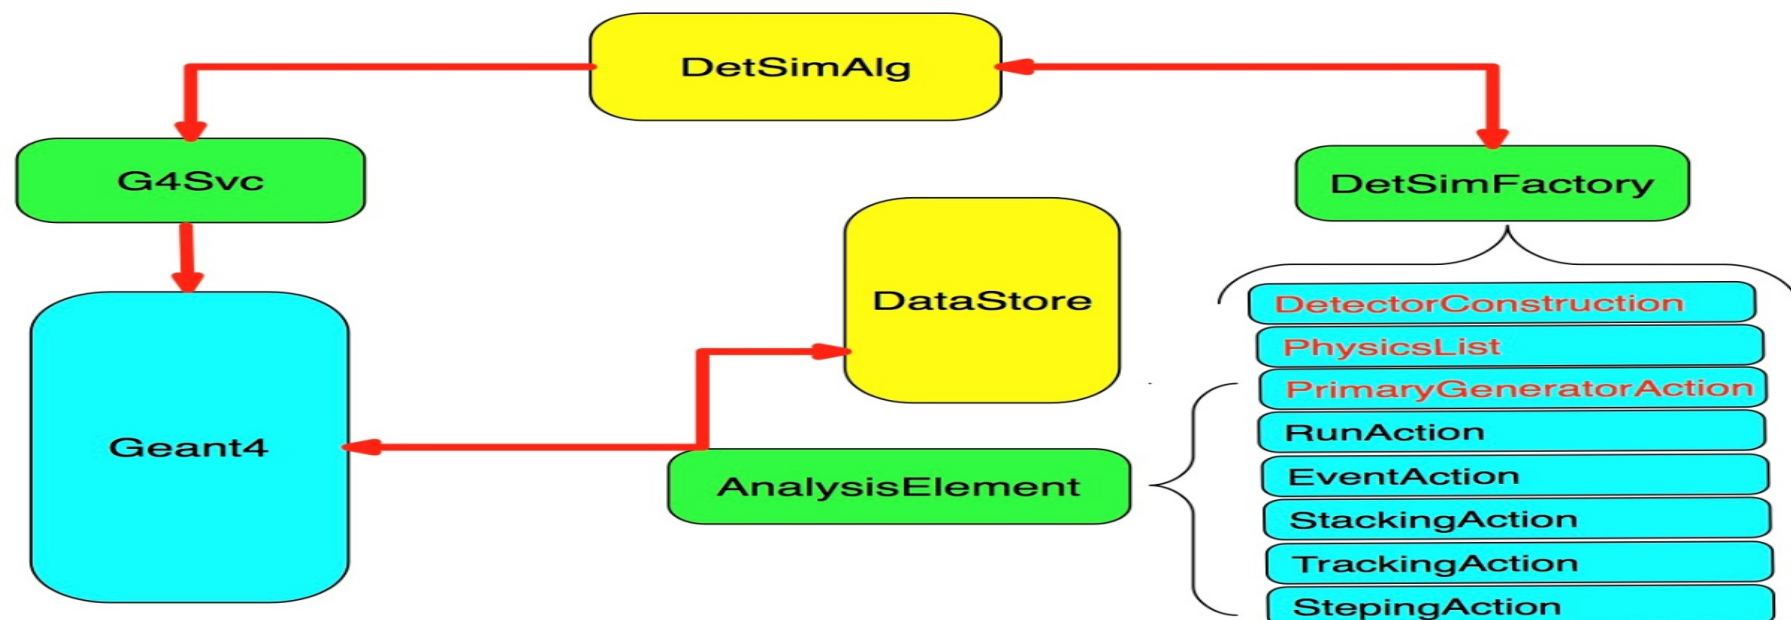 DetSimAlg
G4Svc
DetSimFactory
DataStore
DetectorConstruction
PhysicsList
PrimaryGeneratorAction
Geant4
RunAction
EventAction
AnalysisElement
StackingAction
TrackingAction
StepingAction